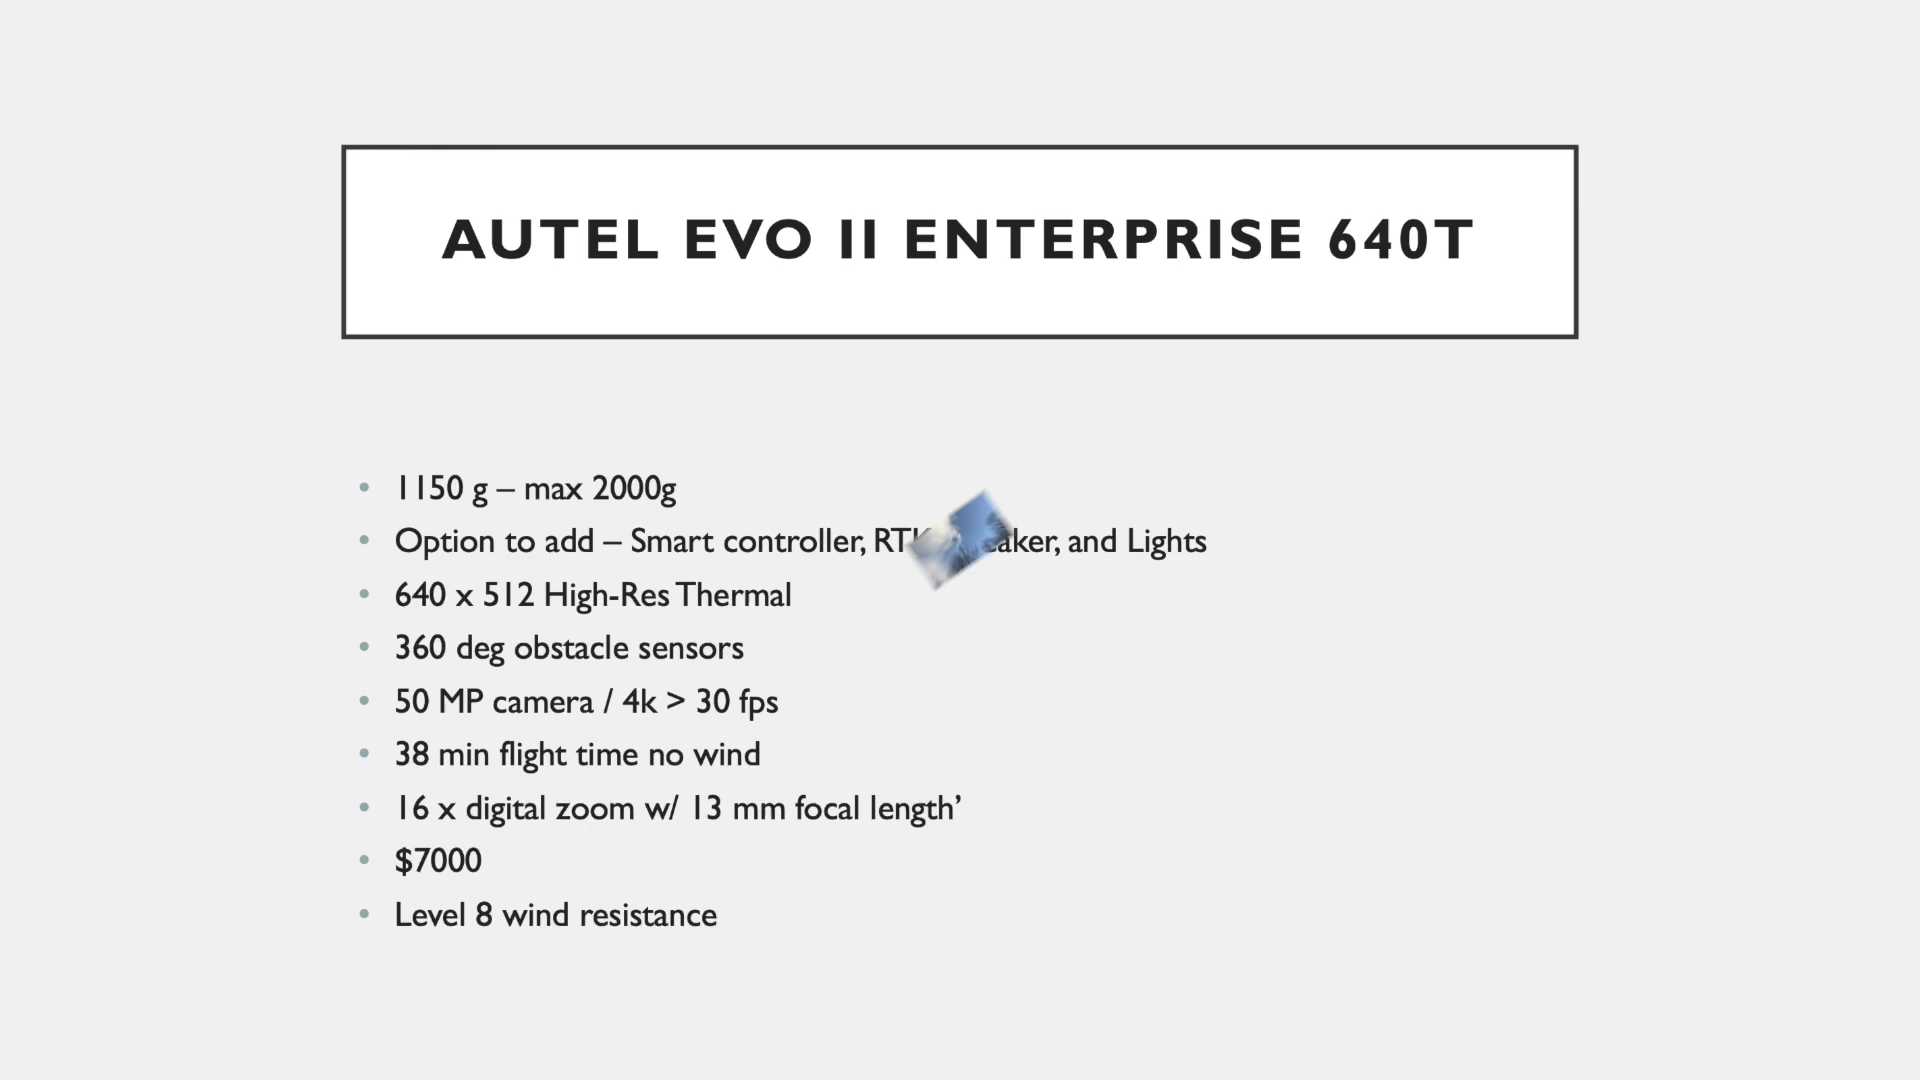 AUTEL EVO II ENTERPRISE 640T
• 1150 g – max 2000g
• Option to add – Smart controller, and Lights
• 640 x 512 High-Res Thermal
• 360 deg obstacle sensors
• 50 MP camera / 4k > 30 fps
• 38 min flight time no wind
• 16 x digital zoom w/ 13 mm focal length’
• $7000
• Level 8 wind resistance